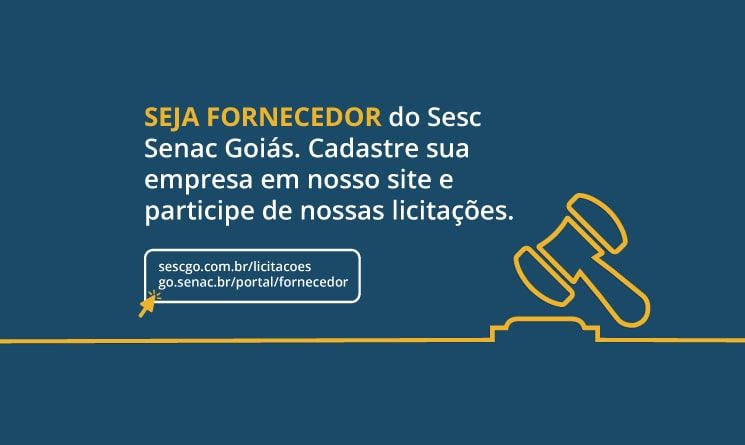 SEJA FORNECEDOR do Sesc
Senac Goiás. Cadastre sua
empresa em nosso site e
participe de nossas licitações.
sescgo.com.br/licitacoes
go.senac.br/portal/fornecedor